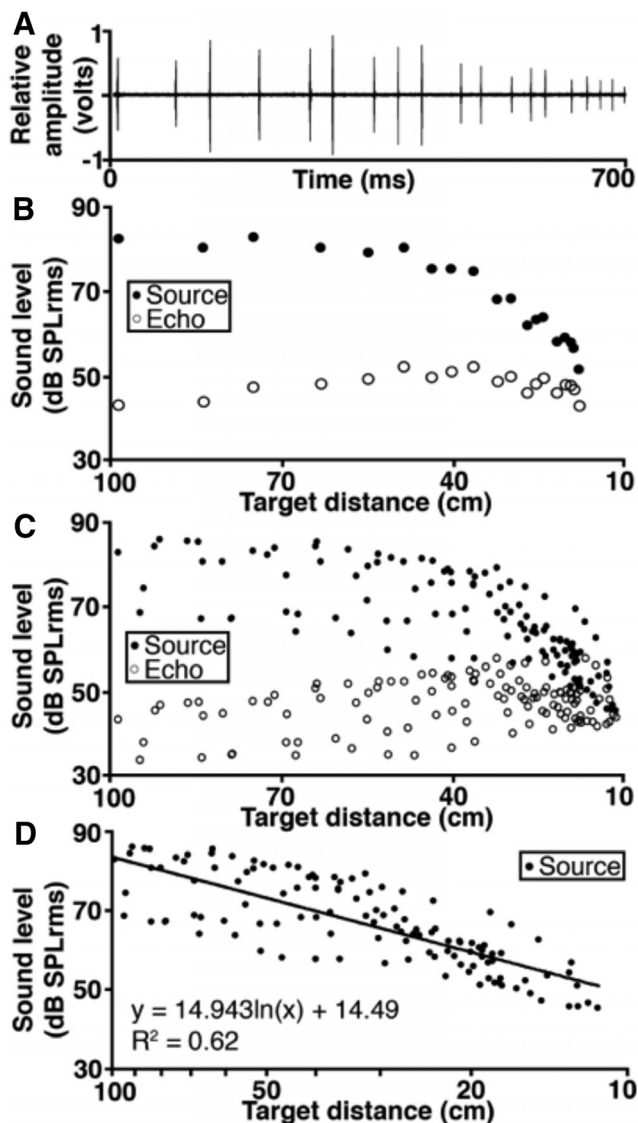 A
Relative
amplitude
(volts)
1
-1
0
Time (ms)
700
B
Sound level
(dB SPLrms)
90
70
50
30
Source
Echo
100
70
40
10
Target distance (cm)
C
Sound level
(dB SPLrms)
90
70
50
30
Source
Echo
100
70
40
10
Target distance (cm)
D
Sound level
(dB SPLrms)
90
70
50
30
Source
y = 14.943ln(x) + 14.49
R² = 0.62
100
50
20
10
Target distance (cm)